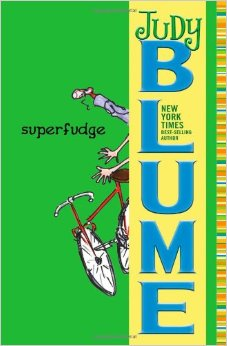 JUDY
BLUME
NEW
YORK
TIMES
BEST-SELLING
AUTHOR
superfudge